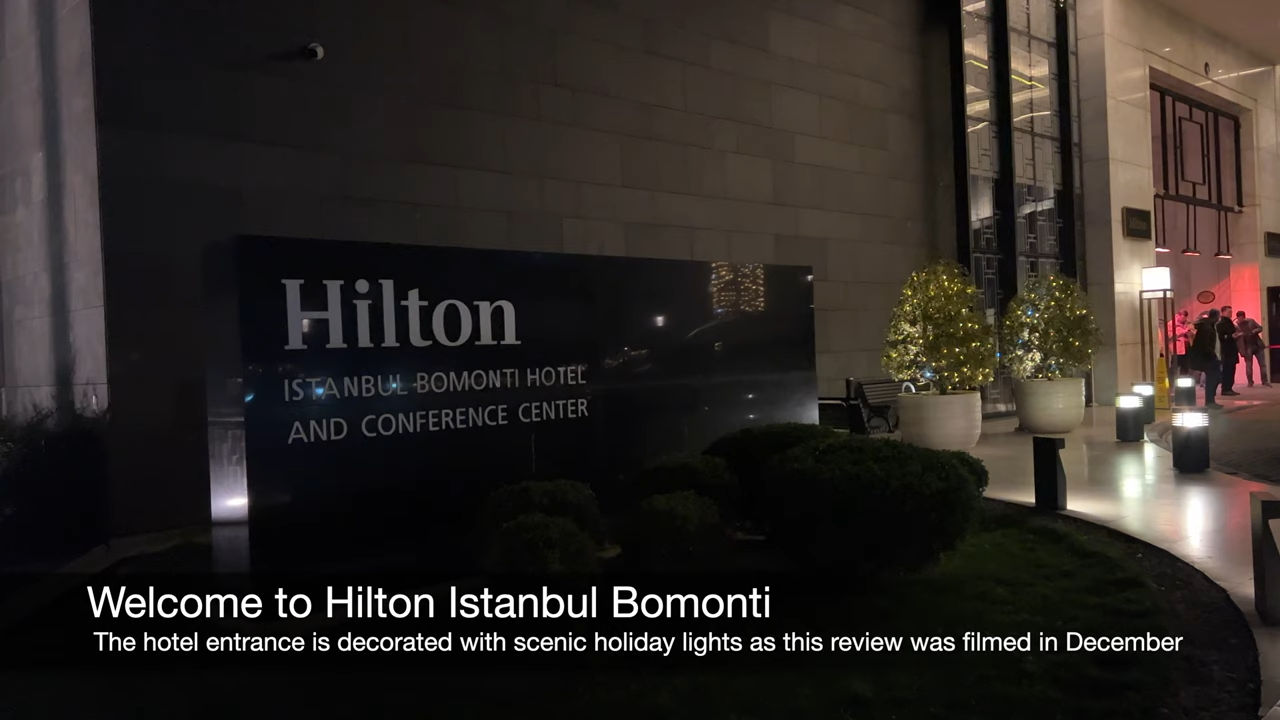 Hilton
ISTANBUL BOMONTI HOTEL
AND CONFERENCE CENTER
Welcome to Hilton Istanbul Bomonti
The hotel entrance is decorated with scenic holiday lights as this review was filmed in December